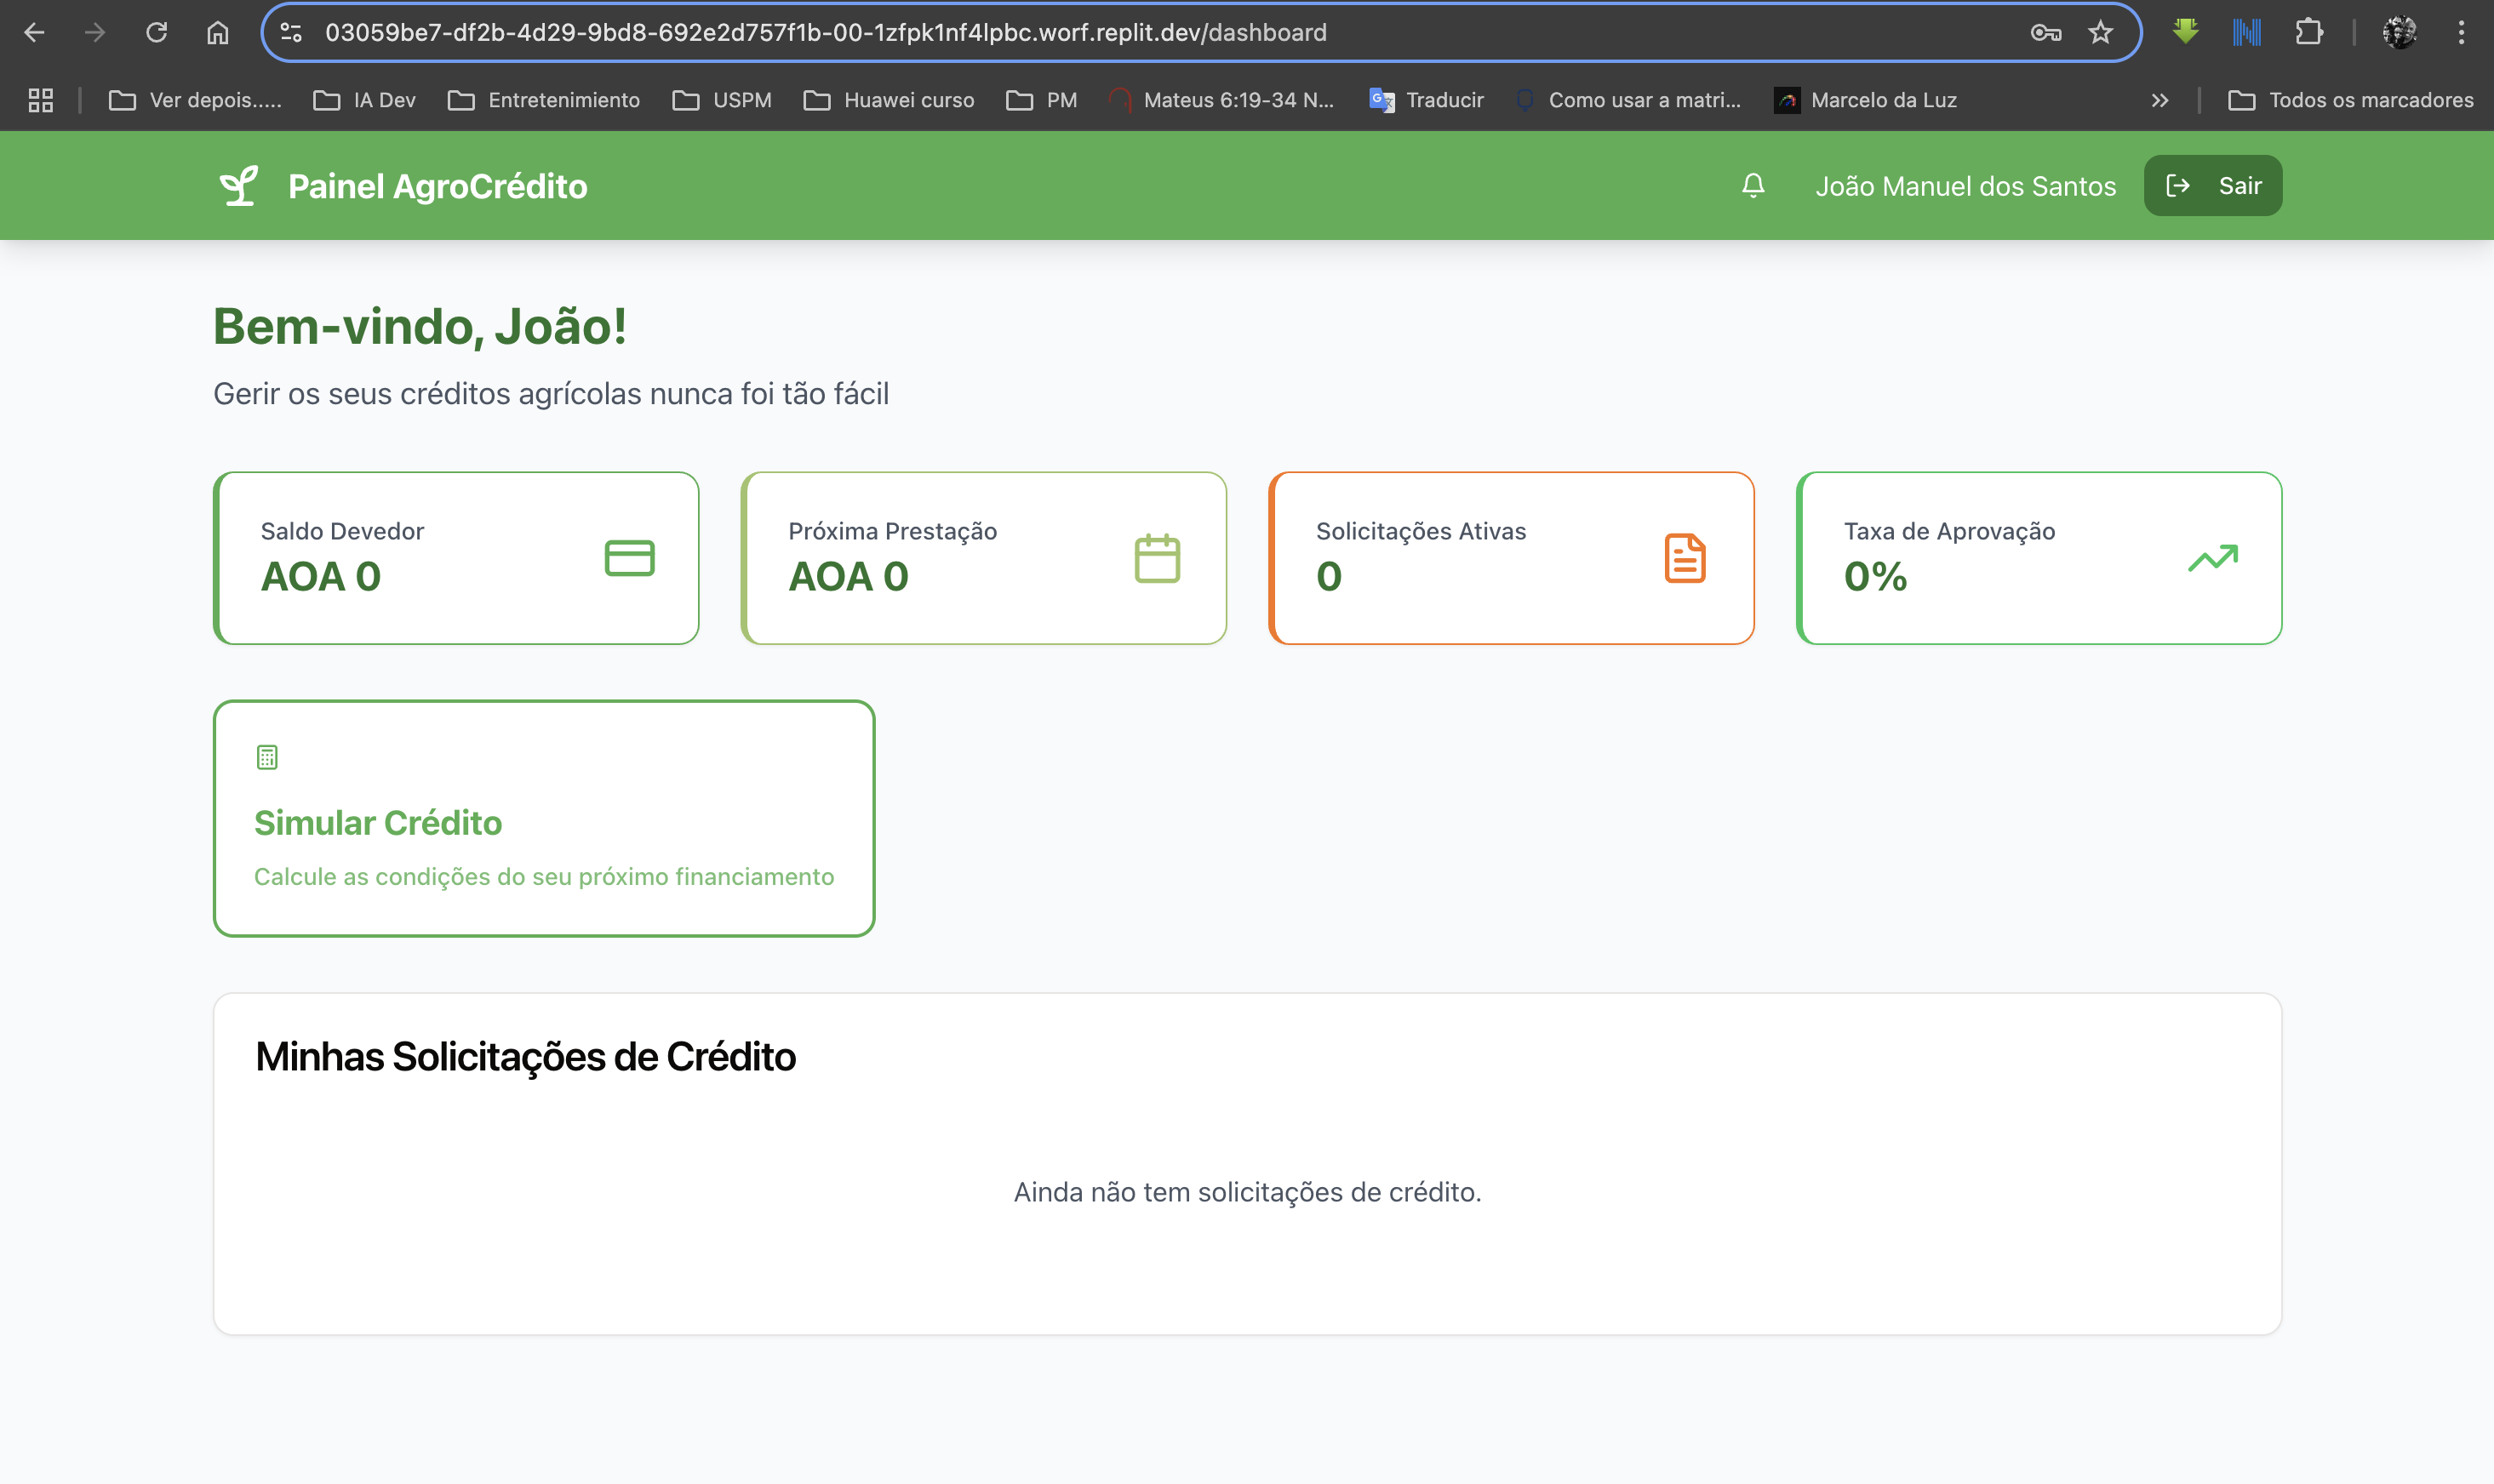 03059be7-df2b-4d29-9bd8-692e2d757f1b-00-1zfpk1nf4lpbc.worf.replit.dev/dashboard
Ver depois..... IA Dev Entretenimiento USPM Huawei curso PM Mateus 6:19-34 N... Traducir Como usar a matri... Marcelo da Luz Todos os marcadores
Painel AgroCrédito João Manuel dos Santos Sair
Bem-vindo, João!
Gerir os seus créditos agrícolas nunca foi tão fácil
Saldo Devedor
AOA 0
Próxima Prestação
AOA 0
Solicitações Ativas
0
Taxa de Aprovação
0%
Simular Crédito
Calcule as condições do seu próximo financiamento
Minhas Solicitações de Crédito
Ainda não tem solicitações de crédito.